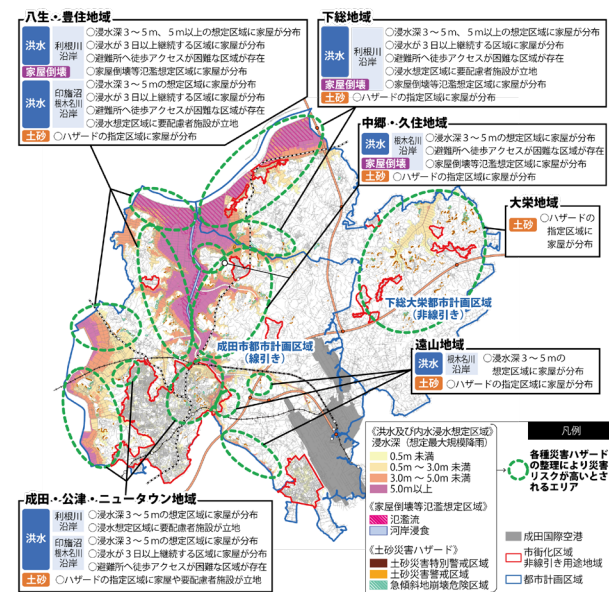 八生・豊住地域
洪水
利根川
沿岸
○浸水深3～5m、5m以上の想定区域に家屋が分布
○浸水が3日以上継続する区域に家屋が分布
○避難所へ徒歩アクセスが困難な区域が存在
家屋倒壊
○家屋倒壊等氾濫想定区域に家屋が分布
洪水
印旛沼
根木名川
沿岸
○浸水深3～5mの想定区域に家屋が分布
○浸水が3日以上継続する区域に家屋が分布
○避難所へ徒歩アクセスが困難な区域が存在
○浸水想定区域に要配慮者施設が立地
土砂
○ハザードの指定区域に家屋が分布
下総地域
洪水
利根川
沿岸
○浸水深3～5m、5m以上の想定区域に家屋が分布
○浸水が3日以上継続する区域に家屋が分布
○避難所へ徒歩アクセスが困難な区域が存在
○浸水想定区域に要配慮者施設が立地
家屋倒壊
○家屋倒壊等氾濫想定区域に家屋が分布
土砂
○ハザードの指定区域に家屋が分布
中郷・久住地域
洪水
根木名川
沿岸
○浸水深3～5mの想定区域に家屋が分布
○避難所へ徒歩アクセスが困難な区域が存在
家屋倒壊
○家屋倒壊等氾濫想定区域に家屋が分布
土砂
○ハザードの指定区域に家屋が分布
大栄地域
土砂
○ハザードの
指定区域に
家屋が分布
下総大栄都市計画区域
(非線引き)
成田市都市計画区域
(線引き)
遠山地域
洪水
根木名川
沿岸
○浸水深3～5mの
想定区域に家屋が分布
土砂
○ハザードの指定区域に家屋が分布
成田・公津・ニュータウン地域
洪水
利根川
沿岸
○浸水深3～5mの想定区域に家屋が分布
○浸水想定区域に要配慮者施設が立地
印旛沼
根木名川
沿岸
○浸水深3～5mの想定区域に家屋が分布
○浸水が3日以上継続する区域に家屋が分布
○避難所へ徒歩アクセスが困難な区域が存在
土砂
○ハザードの指定区域に家屋や要配慮者施設が立地
凡例
《洪水及び内水浸水想定区域》
浸水深（想定最大規模降雨）
0.5m 未満
0.5m ～ 3.0m 未満
3.0m ～ 5.0m 未満
5.0m以上
《家屋倒壊等氾濫想定区域》
氾濫流
河岸浸食
《土砂災害ハザード》
土砂災害特別警戒区域
土砂災害警戒区域
急傾斜地崩壊危険区域
各種災害ハザード
の整理により災害
リスクが高いとさ
れるエリア
成田国際空港
市街化区域
非線引き用途地域
都市計画区域